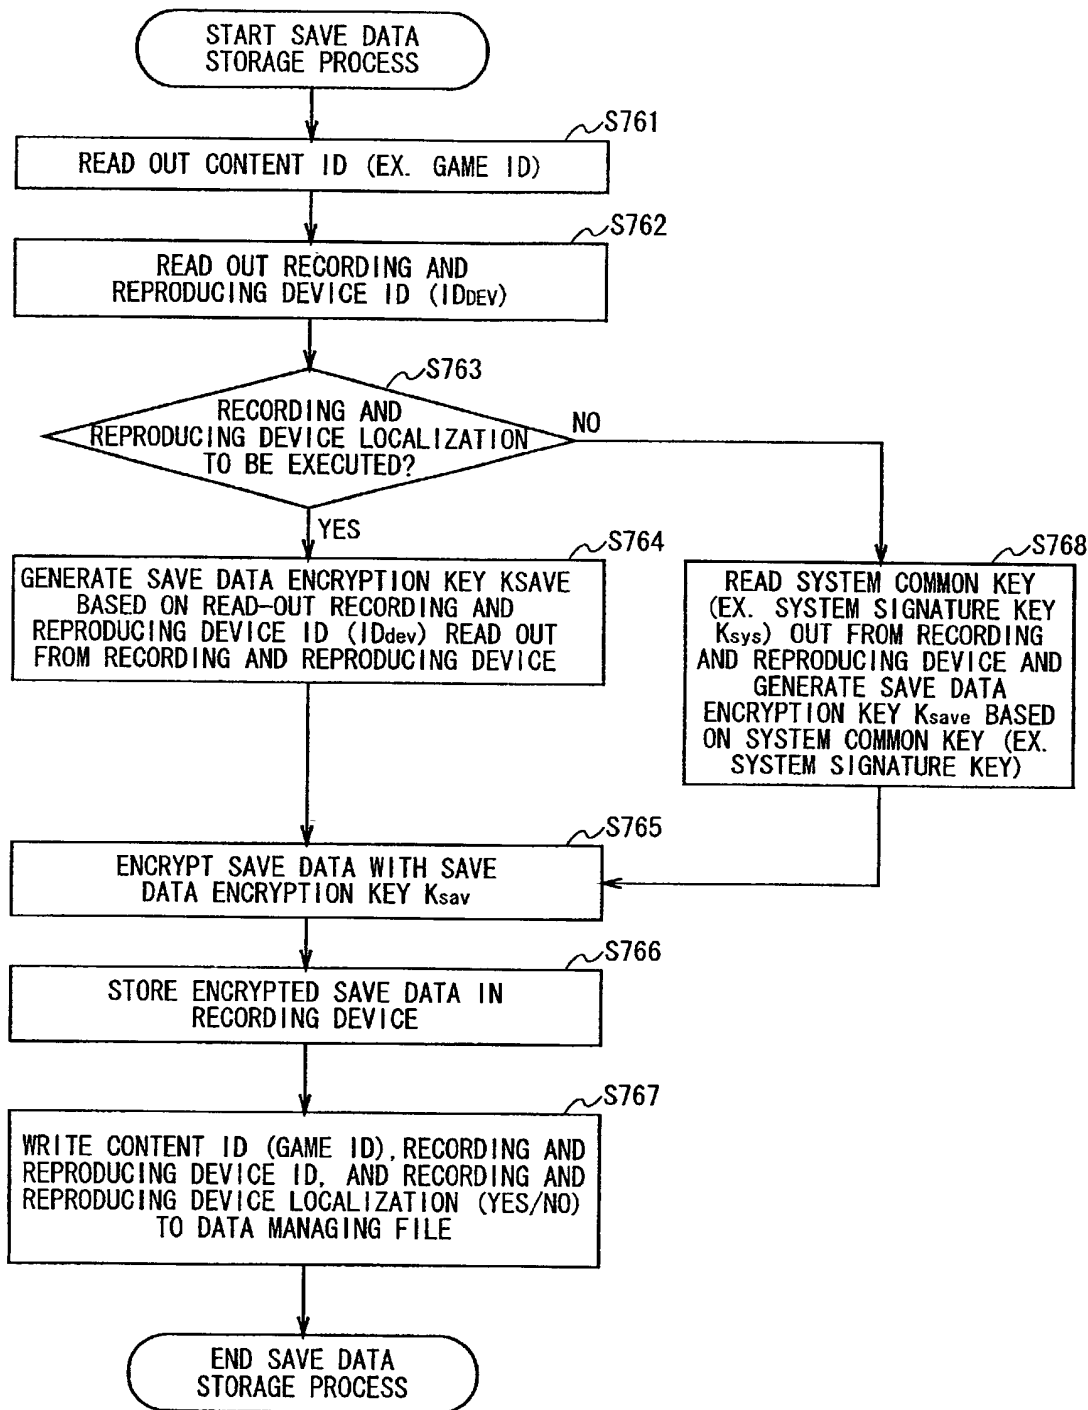 START SAVE DATA
STORAGE PROCESS
S761
READ OUT CONTENT ID (EX. GAME ID)
S762
READ OUT RECORDING AND
REPRODUCING DEVICE ID (IDDEV)
S763
RECORDING AND
REPRODUCING DEVICE LOCALIZATION
TO BE EXECUTED?
NO
YES
S764
GENERATE SAVE DATA ENCRYPTION KEY KSAVE
BASED ON READ-OUT RECORDING AND
REPRODUCING DEVICE ID (IDdev) READ OUT
FROM RECORDING AND REPRODUCING DEVICE
S768
READ SYSTEM COMMON KEY
(EX. SYSTEM SIGNATURE KEY
Ksys) OUT FROM RECORDING
AND REPRODUCING DEVICE AND
GENERATE SAVE DATA
ENCRYPTION KEY Ksave BASED
ON SYSTEM COMMON KEY (EX.
SYSTEM SIGNATURE KEY)
S765
ENCRYPT SAVE DATA WITH SAVE
DATA ENCRYPTION KEY Ksav
S766
STORE ENCRYPTED SAVE DATA IN
RECORDING DEVICE
S767
WRITE CONTENT ID (GAME ID), RECORDING AND
REPRODUCING DEVICE ID, AND RECORDING AND
REPRODUCING DEVICE LOCALIZATION (YES/NO)
TO DATA MANAGING FILE
END SAVE DATA
STORAGE PROCESS